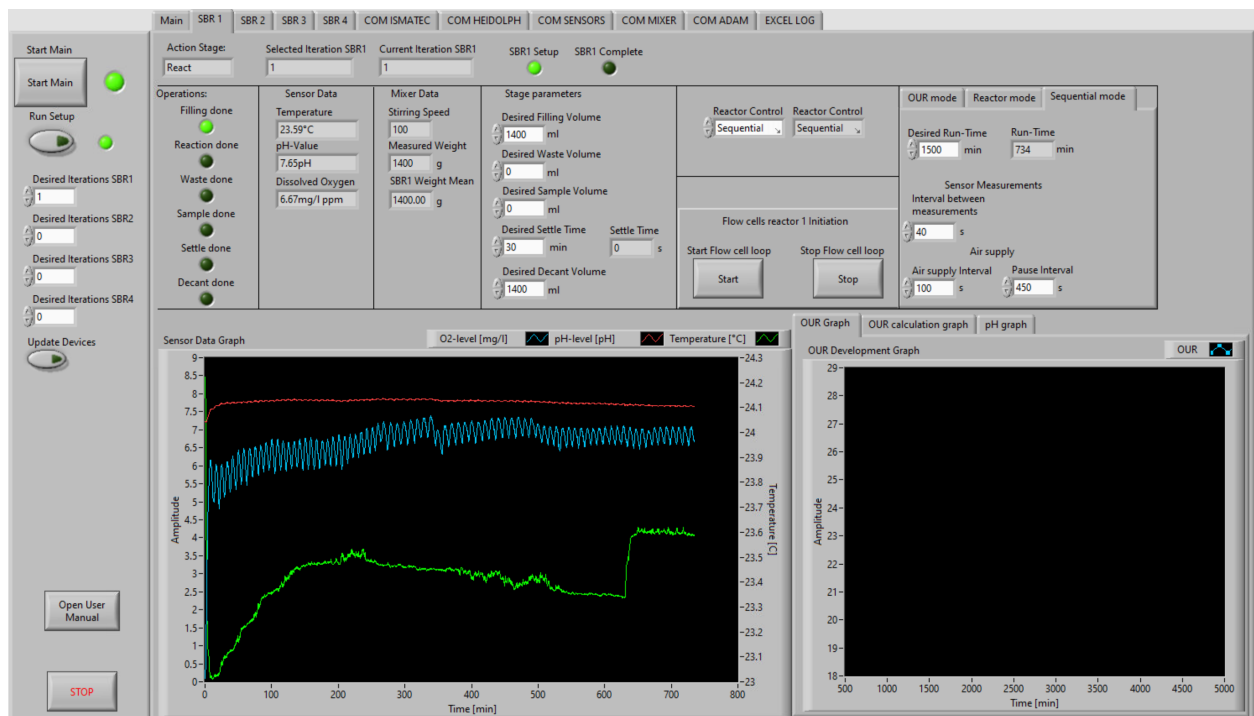 Main SBR 1 SBR 2 SBR 3 SBR 4 COM ISMATEC COM HEIDOLPH COM SENSORS COM MIXER COM ADAM EXCEL LOG
Start Main
Start Main
Run Setup
Desired Iterations SBR1
1
Desired Iterations SBR2
0
Desired Iterations SBR3
0
Desired Iterations SBR4
0
Update Devices
Open User
Manual
STOP
Action Stage: Selected Iteration SBR1 Current Iteration SBR1 SBR1 Setup SBR1 Complete
React 1 1
Operations:
Filling done
Reaction done
Waste done
Sample done
Settle done
Decant done
Sensor Data
Temperature
23.59°C
pH-Value
7.65pH
Dissolved Oxygen
6.67mg/l ppm
Mixer Data
Stirring Speed
100
Measured Weight
1400 g
SBR1 Weight Mean
1400.00 g
Stage parameters
Desired Filling Volume
1400 ml
Desired Waste Volume
0 ml
Desired Sample Volume
0 ml
Desired Settle Time Settle Time
30 min 0 s
Desired Decant Volume
1400 ml
Reactor Control Reactor Control
Sequential Sequential
Flow cells reactor 1 Initiation
Start Flow cell loop Stop Flow cell loop
Start Stop
OUR mode Reactor mode Sequential mode
Desired Run-Time Run-Time
1500 min 734 min
Sensor Measurements
Interval between
measurements
40 s
Air supply
Air supply Interval Pause Interval
100 s 450 s
Sensor Data Graph O2-level [mg/l] pH-level [pH] Temperature [°C]
9
8.5
8
7.5
7
6.5
6
5.5
5
4.5
4
3.5
3
2.5
2
1.5
1
0.5
0
Amplitude
24.3
24.2
24.1
24
23.9
23.8
23.7
23.6
23.5
23.4
23.3
23.2
23.1
23
Temperature [C]
0 100 200 300 400 500 600 700 800
Time [min]
OUR Graph OUR calculation graph pH graph
OUR Development Graph OUR
29
28
27
26
25
24
23
22
21
20
19
18
Amplitude
500 1000 1500 2000 2500 3000 3500 4000 4500 5000
Time [min]